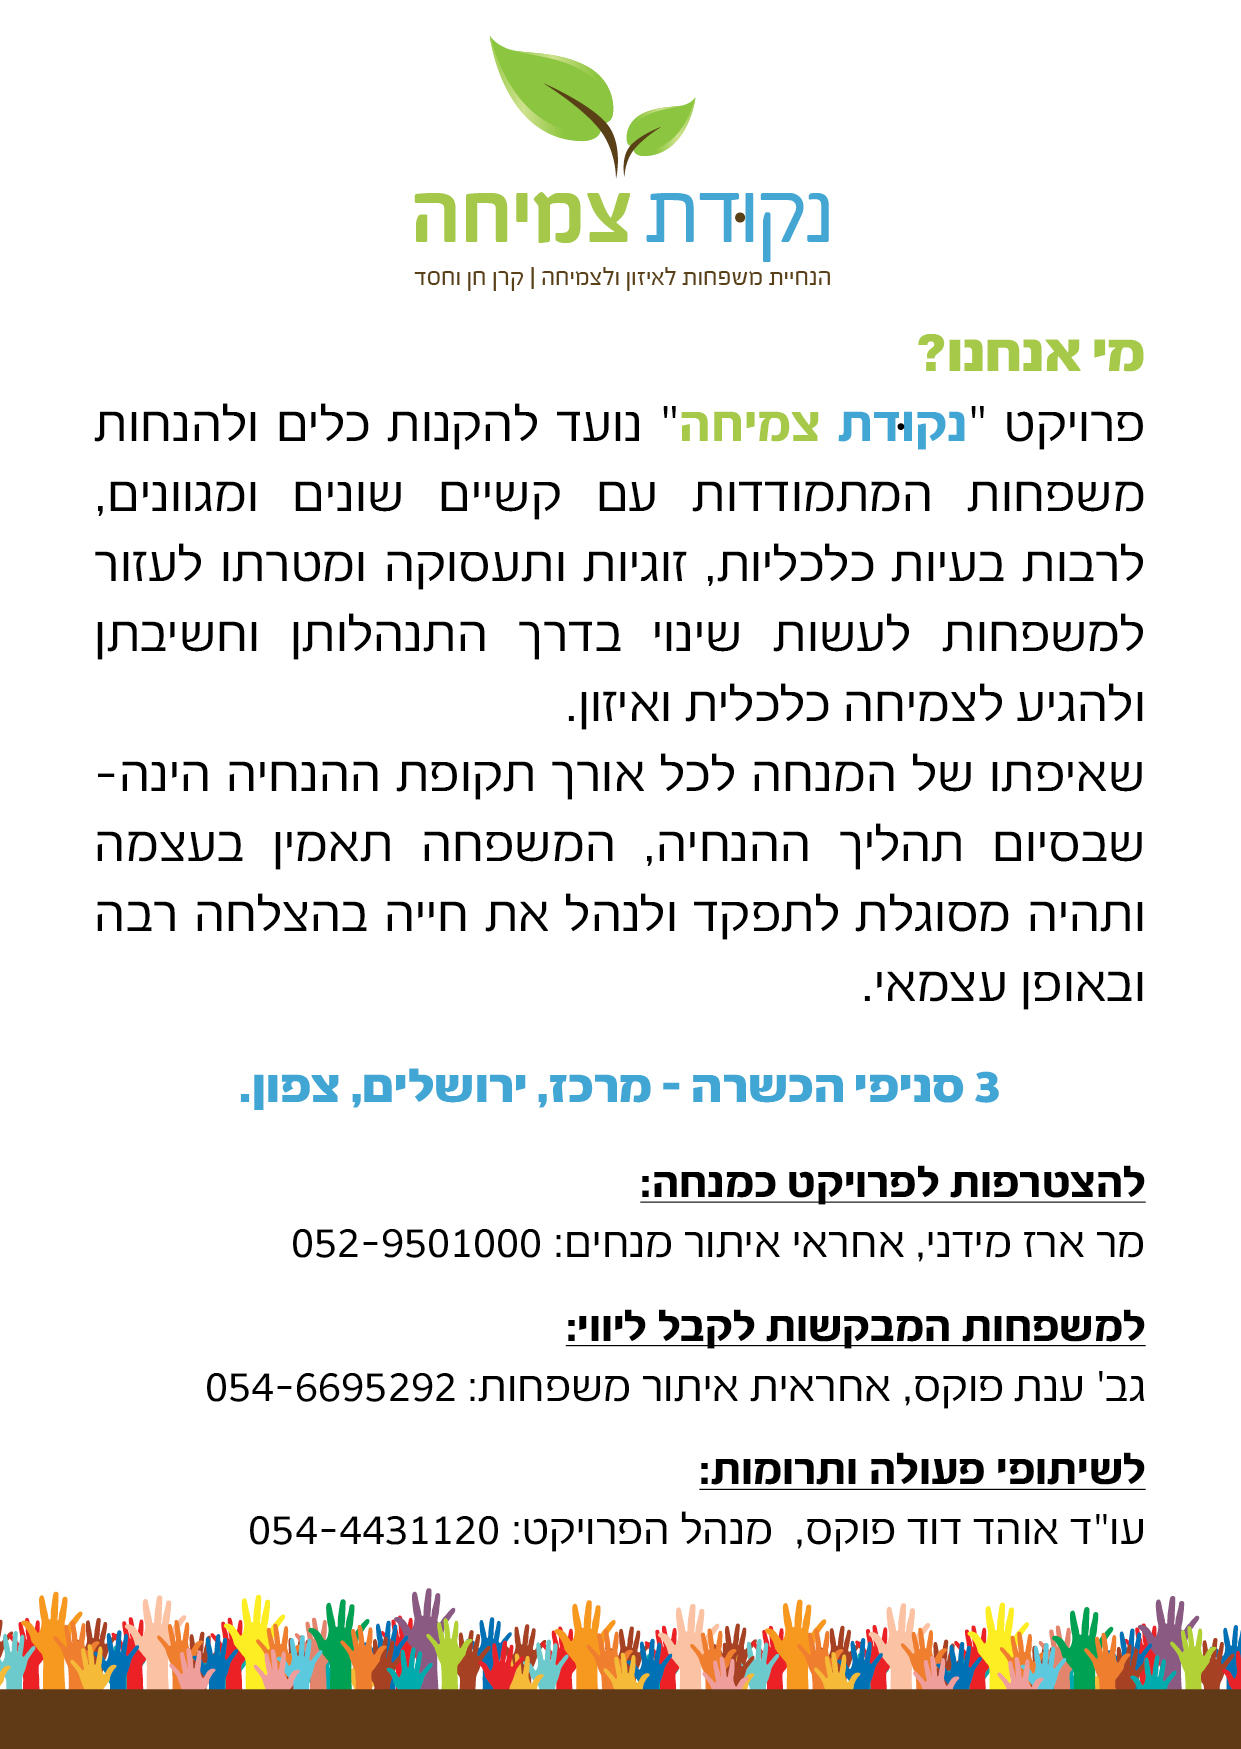 נקודת צמיחה
הנחיית משפחות לאיזון ולצמיחה | קרן חן וחסד
מי אנחנו?
פרויקט "נקודת צמיחה" נועד להקנות כלים ולהנחות
משפחות המתמודדות עם קשיים שונים ומגוונים,
לרבות בעיות כלכליות, זוגיות ותעסוקה ומטרתו לעזור
למשפחות לעשות שינוי בדרך התנהלותן וחשיבתן
ולהגיע לצמיחה כלכלית ואיזון.
שאיפתו של המנחה לכל אורך תקופת ההנחיה הינה-
שבסיום תהליך ההנחיה, המשפחה תאמין בעצמה
ותהיה מסוגלת לתפקד ולנהל את חייה בהצלחה רבה
ובאופן עצמאי.
3 סניפי הכשרה - מרכז, ירושלים, צפון.
להצטרפות לפרויקט כמנחה:
מר ארז מידני, אחראי איתור מנחים: 052-9501000
למשפחות המבקשות לקבל ליווי:
גב' ענת פוקס, אחראית איתור משפחות: 054-6695292
לשיתופי פעולה ותרומות:
עו"ד אוהד דוד פוקס, מנהל הפרויקט: 054-4431120